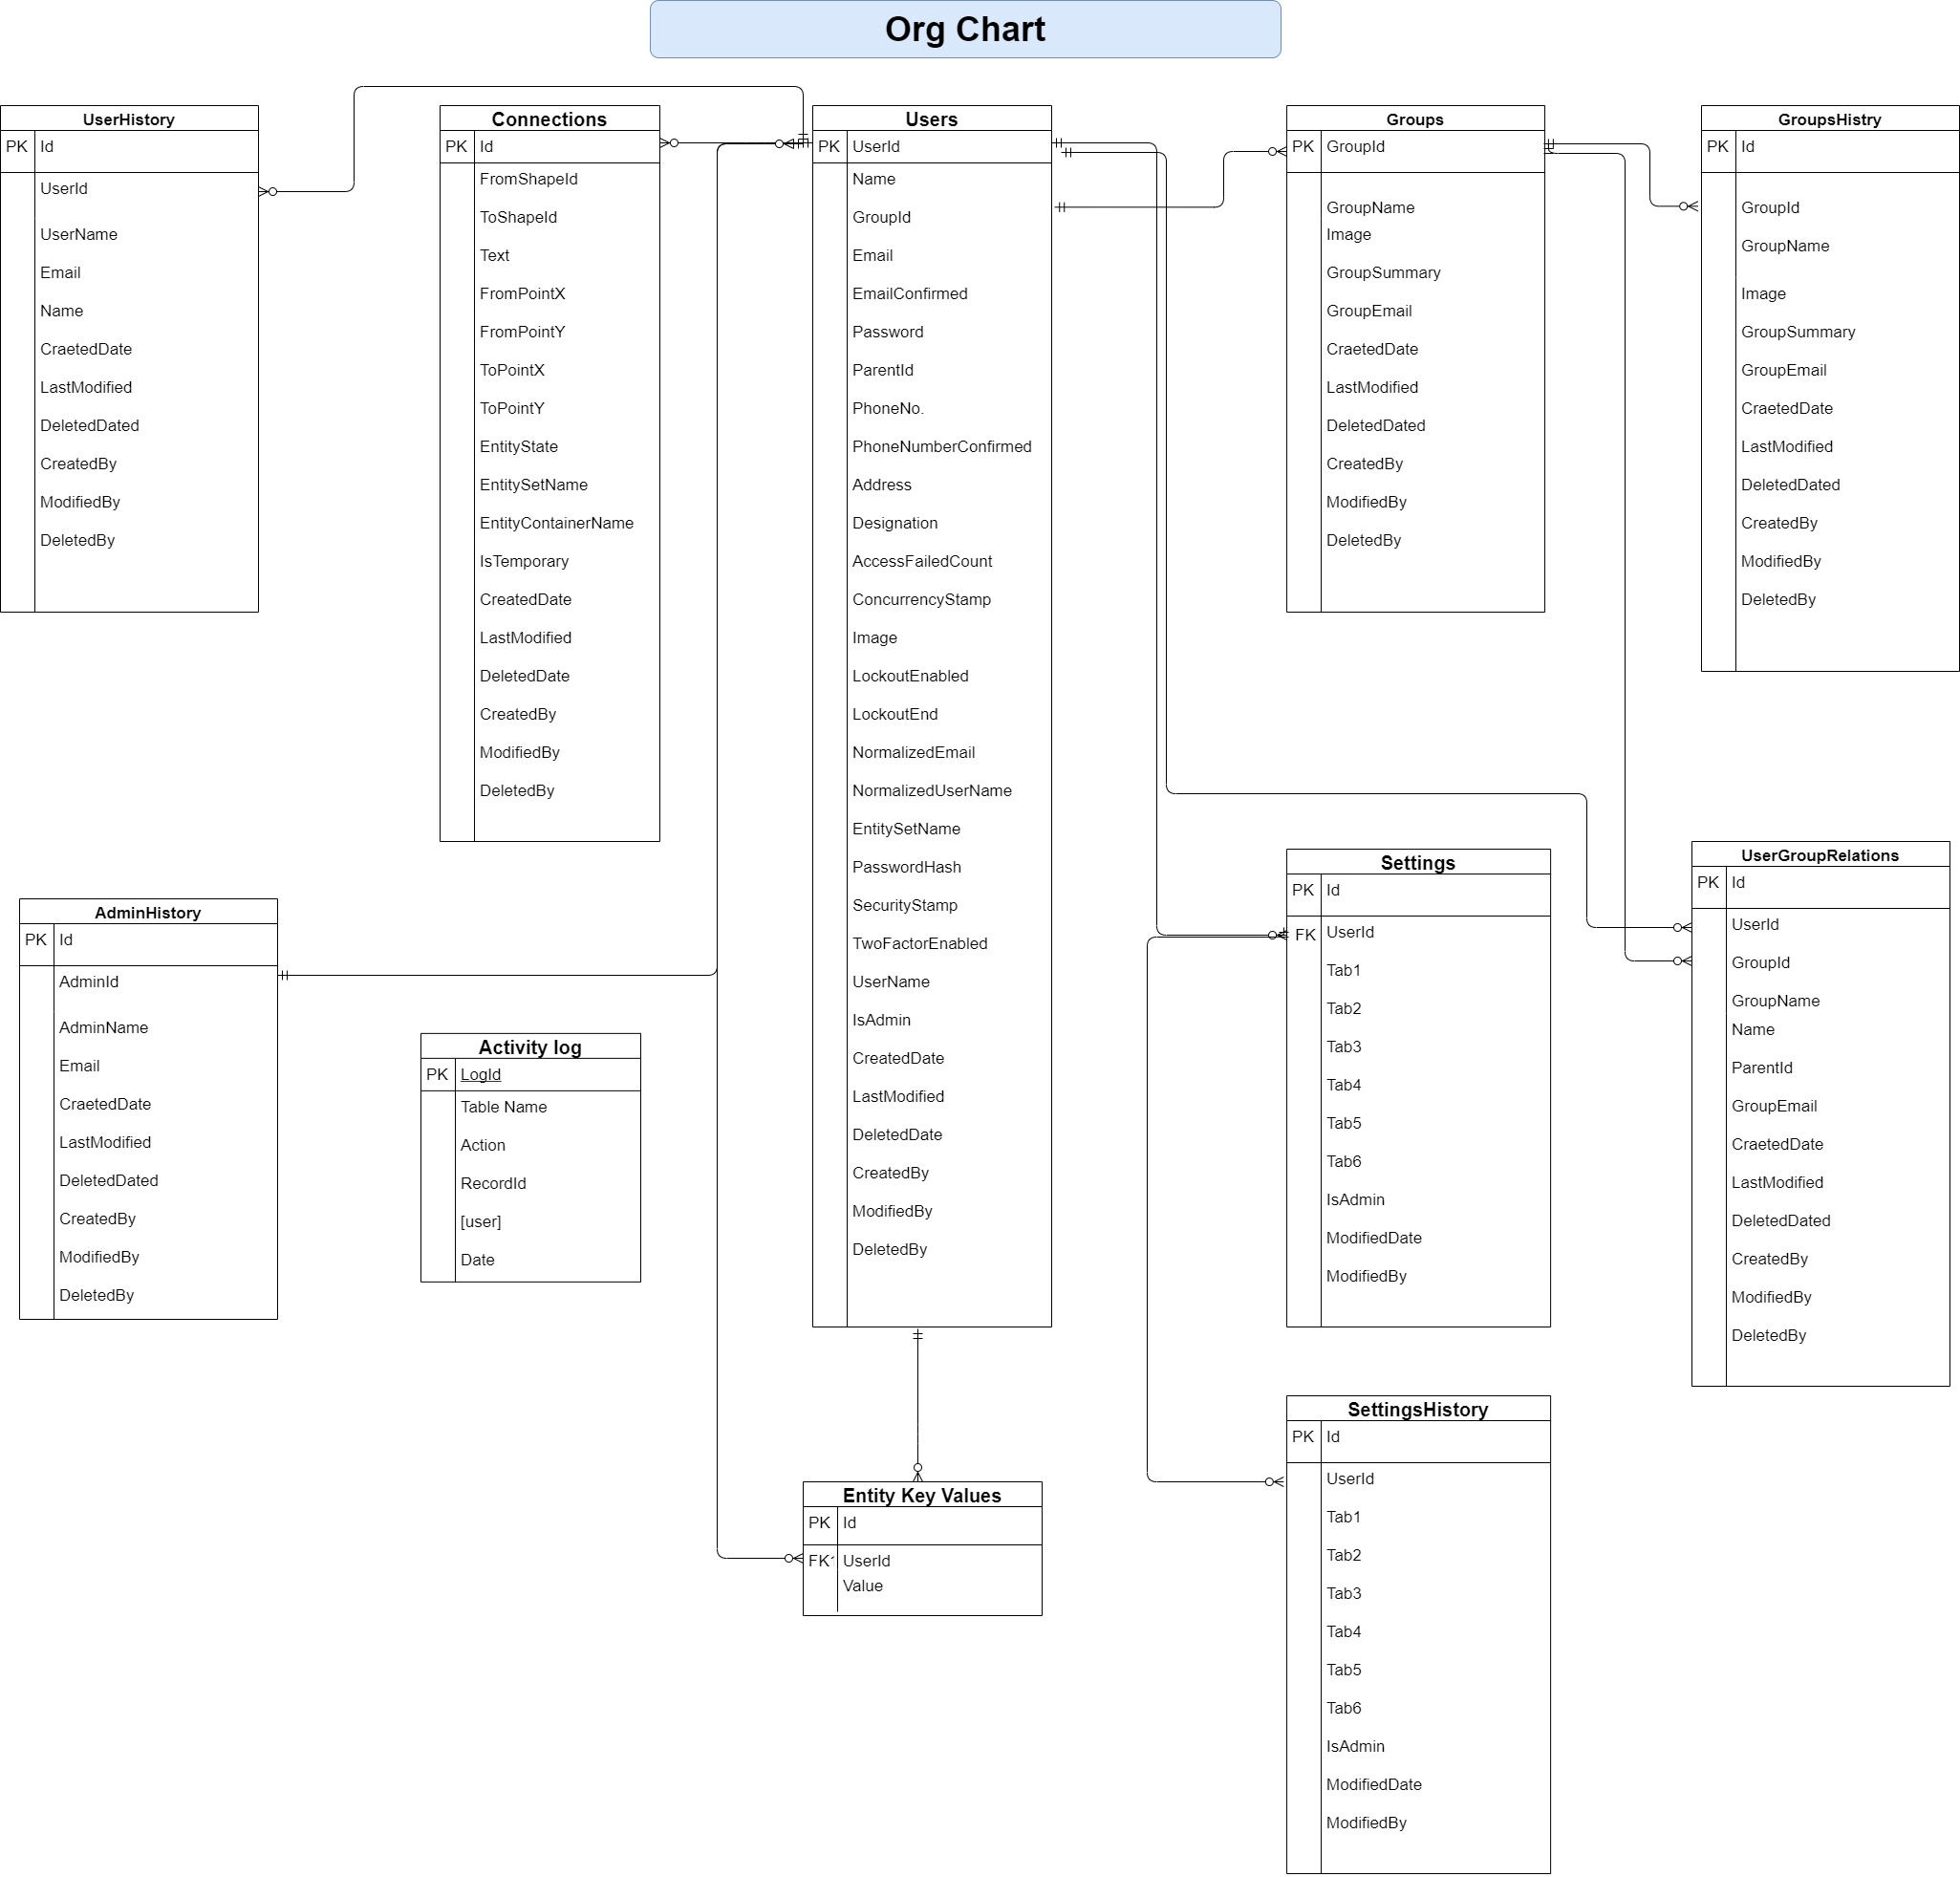 Org Chart
UserHistory
PK Id
UserId
UserName
Email
Name
CraetedDate
LastModified
DeletedDated
CreatedBy
ModifiedBy
DeletedBy
Connections
PK Id
FromShapeId
ToShapeId
Text
FromPointX
FromPointY
ToPointX
ToPointY
EntityState
EntitySetName
EntityContainerName
IsTemporary
CreatedDate
LastModified
DeletedDate
CreatedBy
ModifiedBy
DeletedBy
Users
PK UserId
Name
GroupId
Email
EmailConfirmed
Password
ParentId
PhoneNo.
PhoneNumberConfirmed
Address
Designation
AccessFailedCount
ConcurrencyStamp
Image
LockoutEnabled
LockoutEnd
NormalizedEmail
NormalizedUserName
EntitySetName
PasswordHash
SecurityStamp
TwoFactorEnabled
UserName
IsAdmin
CreatedDate
LastModified
DeletedDate
CreatedBy
ModifiedBy
DeletedBy
Groups
PK GroupId
GroupName
Image
GroupSummary
GroupEmail
CraetedDate
LastModified
DeletedDated
CreatedBy
ModifiedBy
DeletedBy
GroupsHistry
PK Id
GroupId
GroupName
Image
GroupSummary
GroupEmail
CraetedDate
LastModified
DeletedDated
CreatedBy
ModifiedBy
DeletedBy
AdminHistory
PK Id
AdminId
AdminName
Email
CraetedDate
LastModified
DeletedDated
CreatedBy
ModifiedBy
DeletedBy
Activity log
PK LogId
Table Name
Action
RecordId
[user]
Date
Settings
PK Id
FK UserId
Tab1
Tab2
Tab3
Tab4
Tab5
Tab6
IsAdmin
ModifiedDate
ModifiedBy
UserGroupRelations
PK Id
UserId
GroupId
GroupName
Name
ParentId
GroupEmail
CraetedDate
LastModified
DeletedDated
CreatedBy
ModifiedBy
DeletedBy
Entity Key Values
PK Id
FK UserId
Value
SettingsHistory
PK Id
UserId
Tab1
Tab2
Tab3
Tab4
Tab5
Tab6
IsAdmin
ModifiedDate
ModifiedBy